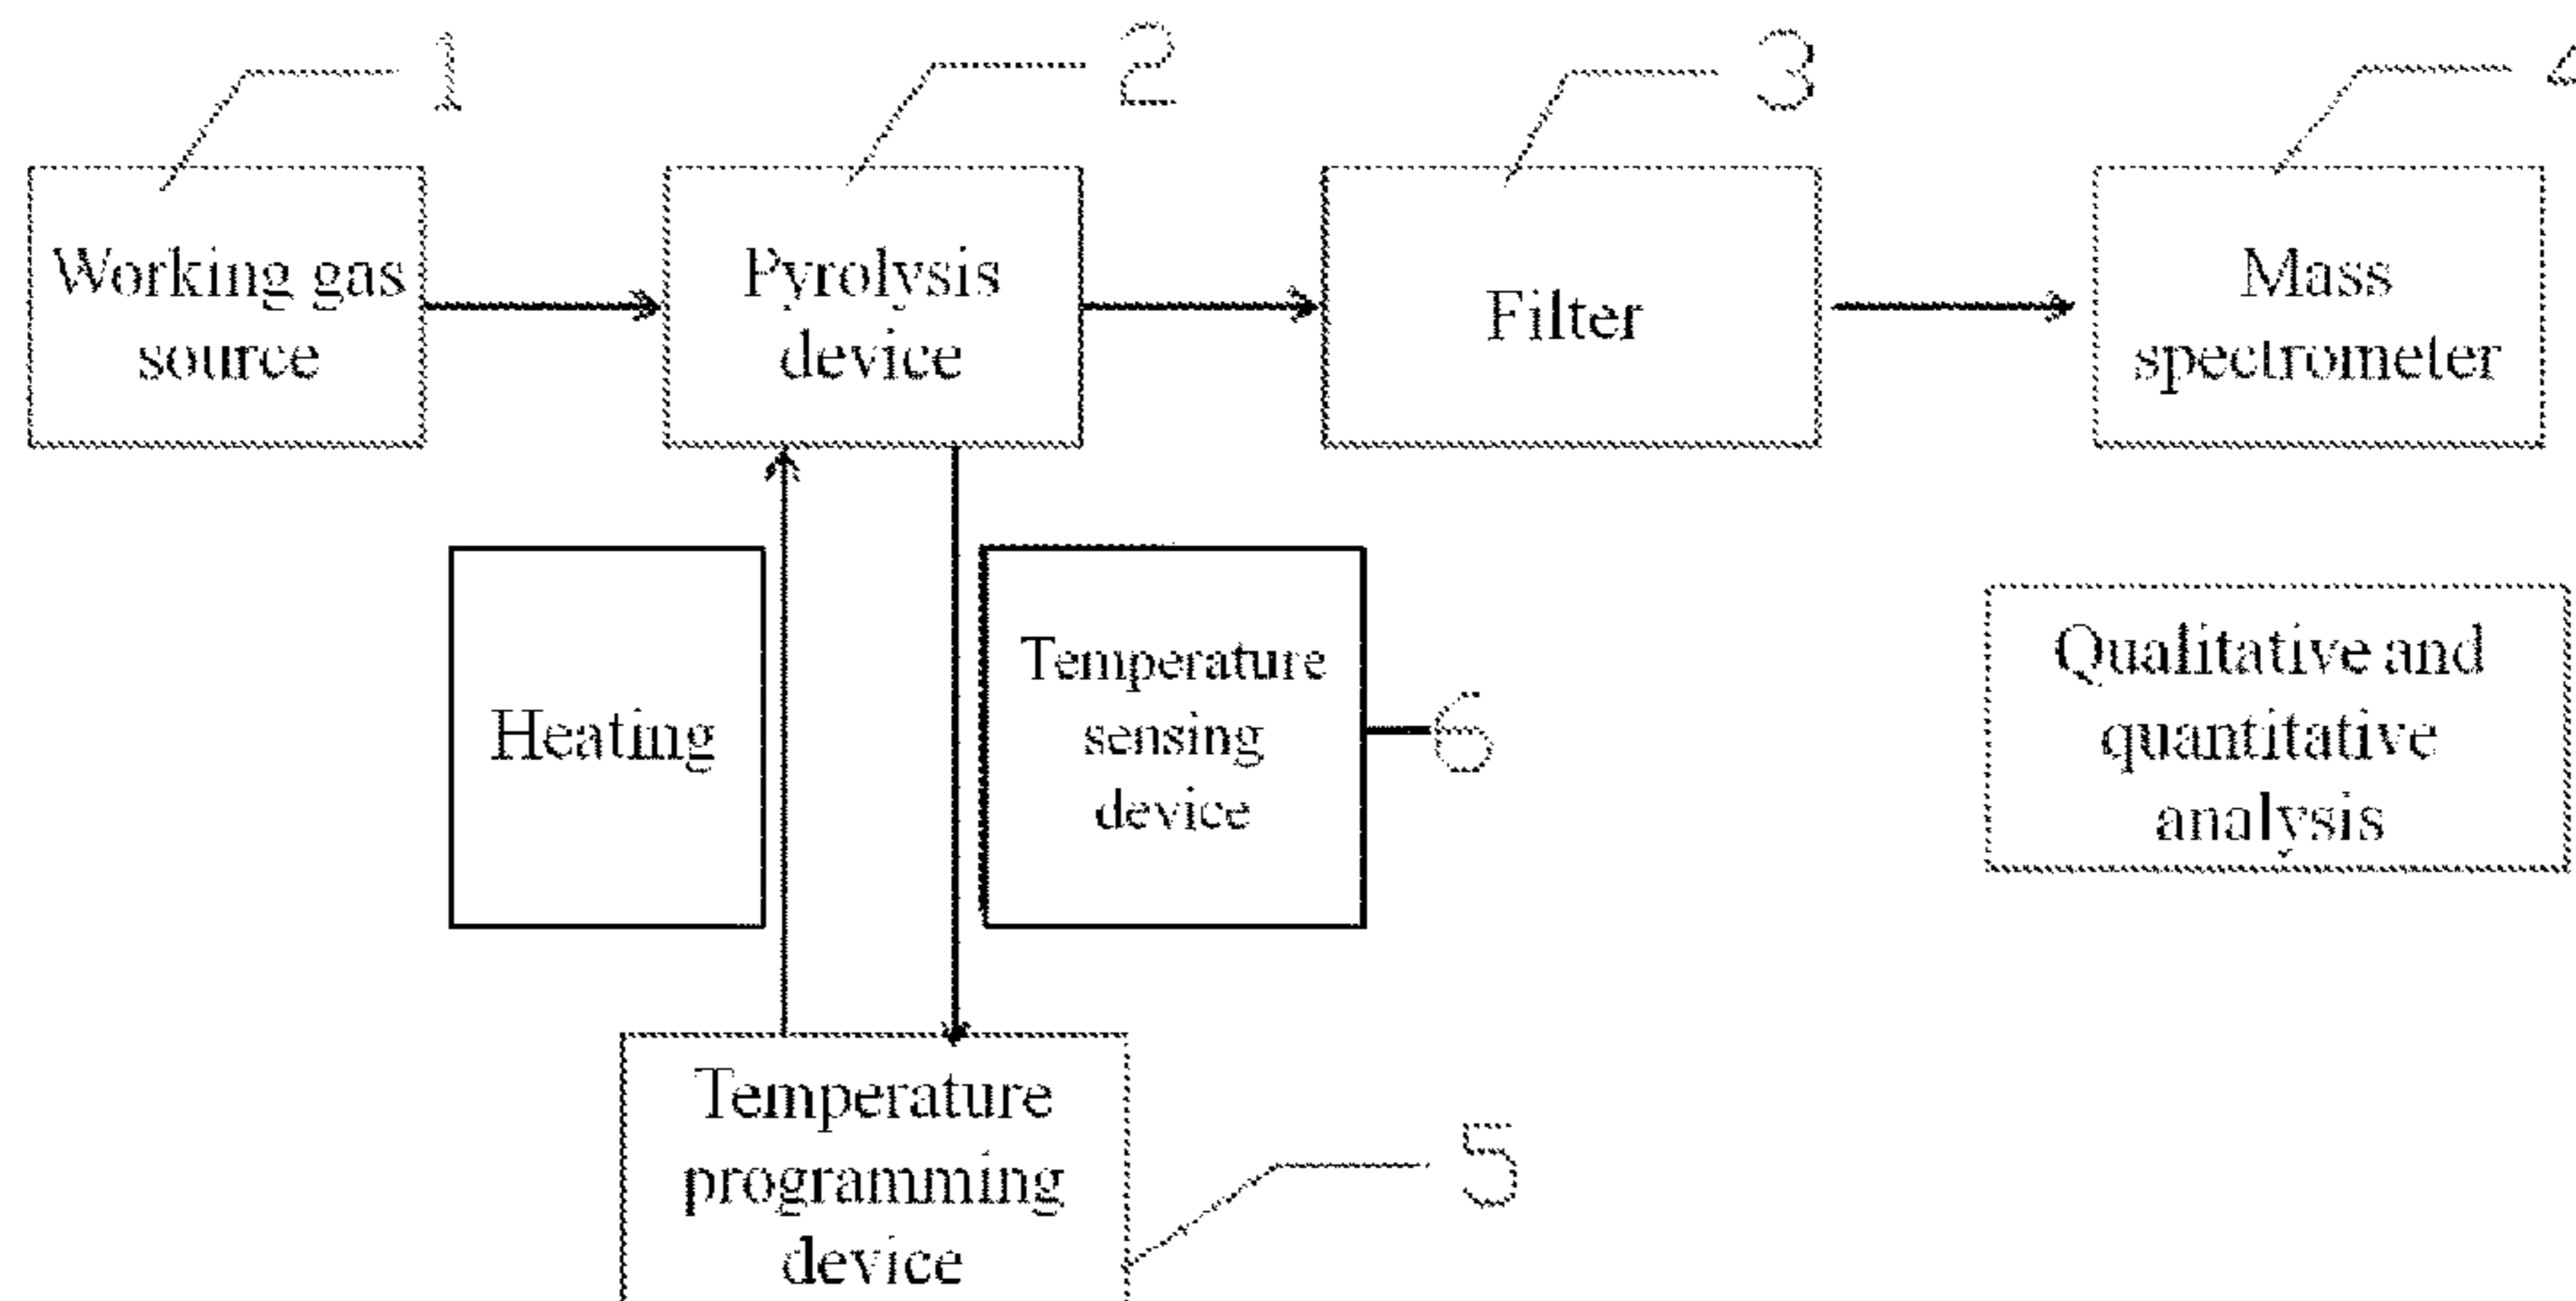 1
2
3
4
Working gas
source
Pyrolysis
device
Filter
Mass
spectrometer
Heating
Temperature
sensing
device
6
Qualitative and
quantitative
analysis
Temperature
programming
device
5